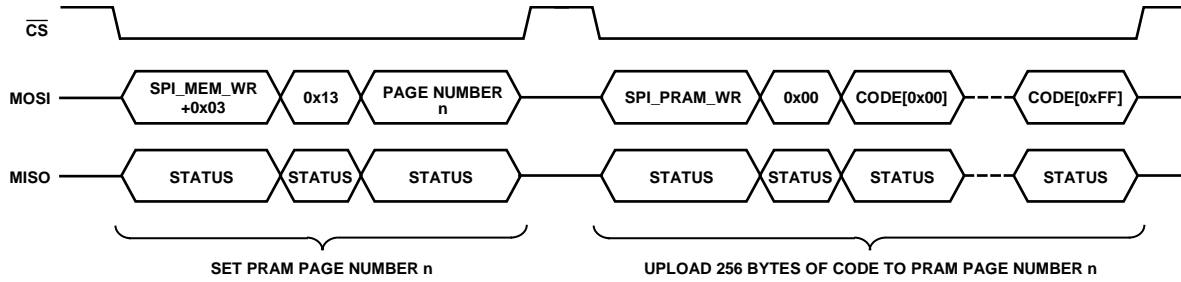 CS
MOSI
SPI_MEM_WR
+0x03
0x13
PAGE NUMBER
n
SPI_PRAM_WR
0x00
CODE[0x00]
CODE[0xFF]
MISO
STATUS
STATUS
STATUS
STATUS
STATUS
STATUS
STATUS
SET PRAM PAGE NUMBER n
UPLOAD 256 BYTES OF CODE TO PRAM PAGE NUMBER n